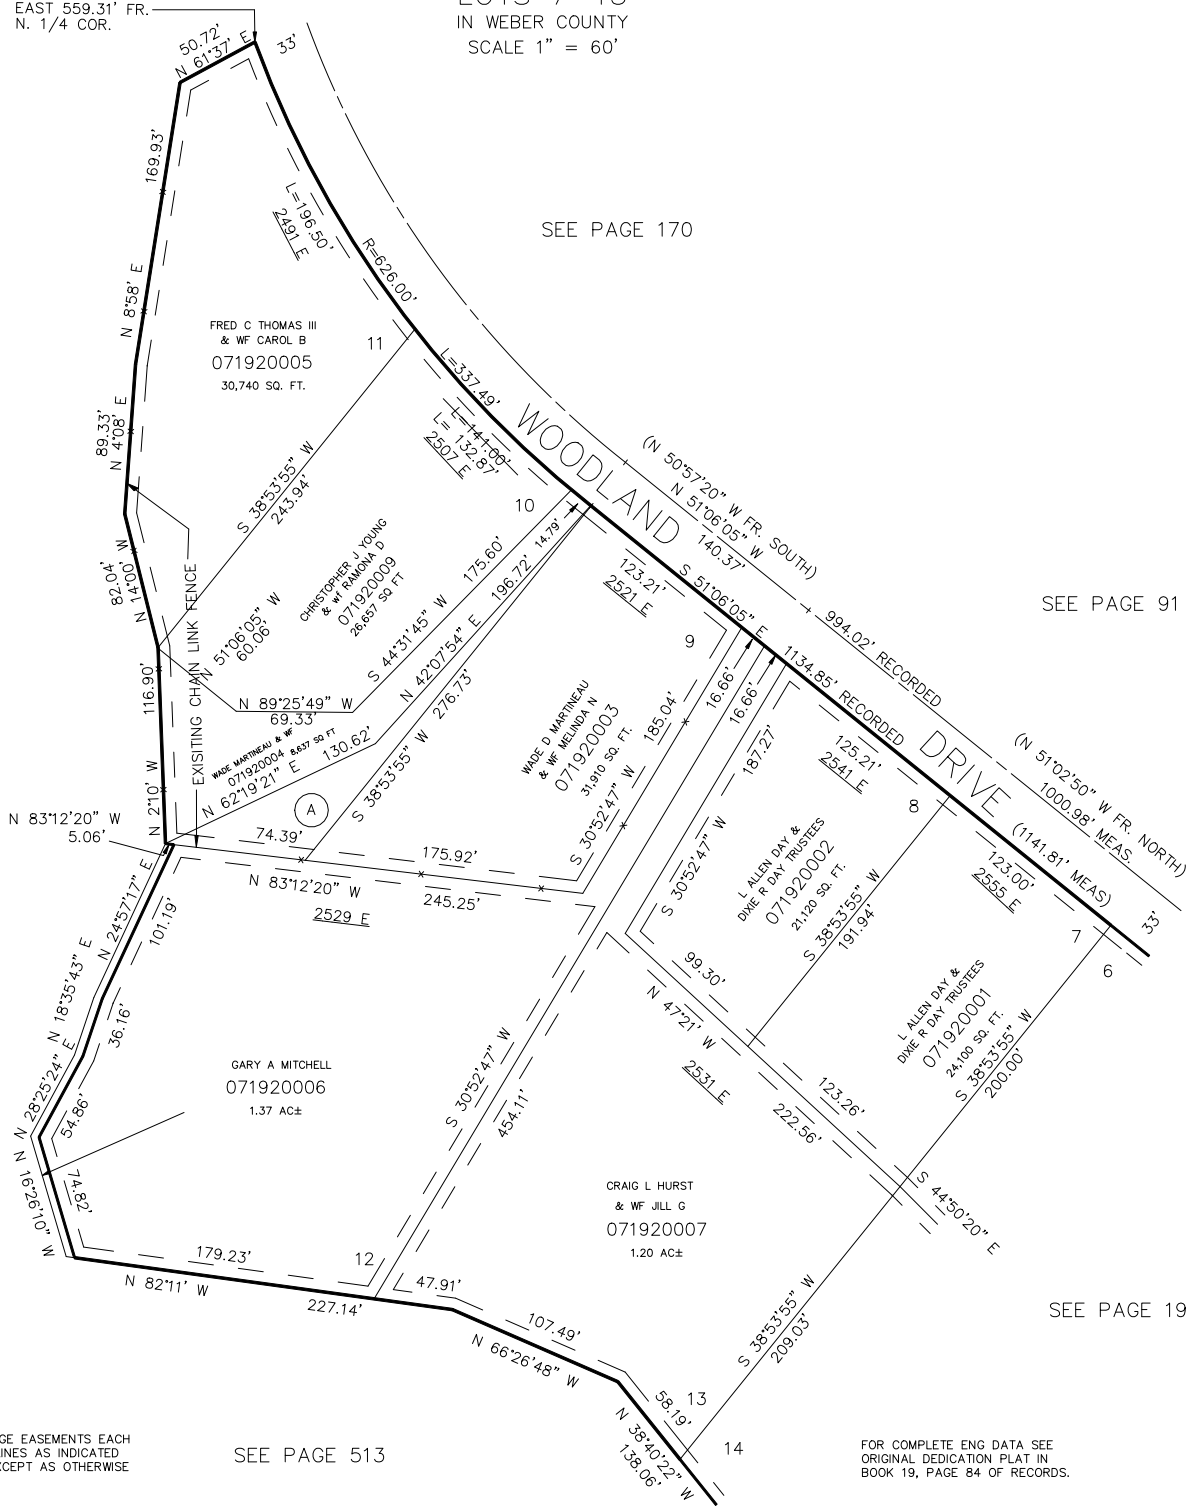 EAST 559.31' FR.
N. 1/4 COR.
IN WEBER COUNTY
SCALE 1" = 60'
50.72'
N 61°37' E
33'
169.93'
N 8°58' E
L=196.50'
2491 E
R=626.00'
SEE PAGE 170
FRED C THOMAS III
& WF CAROL B
071920005
30,740 SQ. FT.
11
L=337.49'
L=141.00'
L= 132.87'
2507 E
89.33'
N 4°08' E
S 38°53'55" W
243.94'
WOODLAND DRIVE
(N 50°57'20" W FR. SOUTH)
N 51°06'05" W
140.37'
10
14.79'
82.04'
N 14°00' W
EXISITING CHAIN LINK FENCE
CHRISTOPHER J YOUNG
& Wf RAMONA D
071920009
26,657 SQ FT
N 51°06'05" W
60.06'
S 44°31'45" W
175.60'
N 42°07'54" E
196.72'
S 38°53'55" W
276.73'
123.21'
2521 E
S 51°06'05" E
SEE PAGE 91
994.02' RECORDED
1134.85' RECORDED
9
16.66'
16.66'
116.90'
N 2°10' W
N 89°25'49" W
69.33'
WADE MARTINEAU & WF
071920004 8,637 SQ FT
N 62°19'21" E
130.62'
WADE D MARTINEAU
& WF MELINDA N
071920003
31,910 SQ. FT.
S 30°52'47" W
185.04'
187.27'
S 30°52'47" W
125.21'
2541 E
8
(N 51°02'50" W FR. NORTH)
1000.98' MEAS.
(1141.81' MEAS)
N 83°12'20" W
5.06'
A
74.39'
175.92'
N 83°12'20" W
245.25'
2529 E
L ALLEN DAY &
DIXIE R DAY TRUSTEES
071920002
21,120 SQ. FT.
S 38°53'55" W
191.94'
123.00'
2555 E
7
6
33'
N 24°57'17" E
101.19'
N 18°35'43" E
36.16'
99.30'
N 47°21' W
2531 E
L ALLEN DAY &
DIXIE R DAY TRUSTEES
071920001
24,100 SQ. FT.
S 38°53'55" W
200.00'
GARY A MITCHELL
071920006
1.37 AC±
N 28°25'24" E
54.86'
S 30°52'47" W
454.11'
123.26'
222.56'
N 16°26'10" W
74.82'
CRAIG L HURST
& WF JILL G
071920007
1.20 AC±
S 44°50'20" E
179.23'
12
N 82°11' W
227.14'
47.91'
107.49'
N 66°26'48" W
S 38°53'55" W
209.03'
SEE PAGE 19
58.19'
13
N 38°40'22" W
138.06'
14
GE EASEMENTS EACH
INES AS INDICATED
CEPT AS OTHERWISE
SEE PAGE 513
FOR COMPLETE ENG DATA SEE
ORIGINAL DEDICATION PLAT IN
BOOK 19, PAGE 84 OF RECORDS.